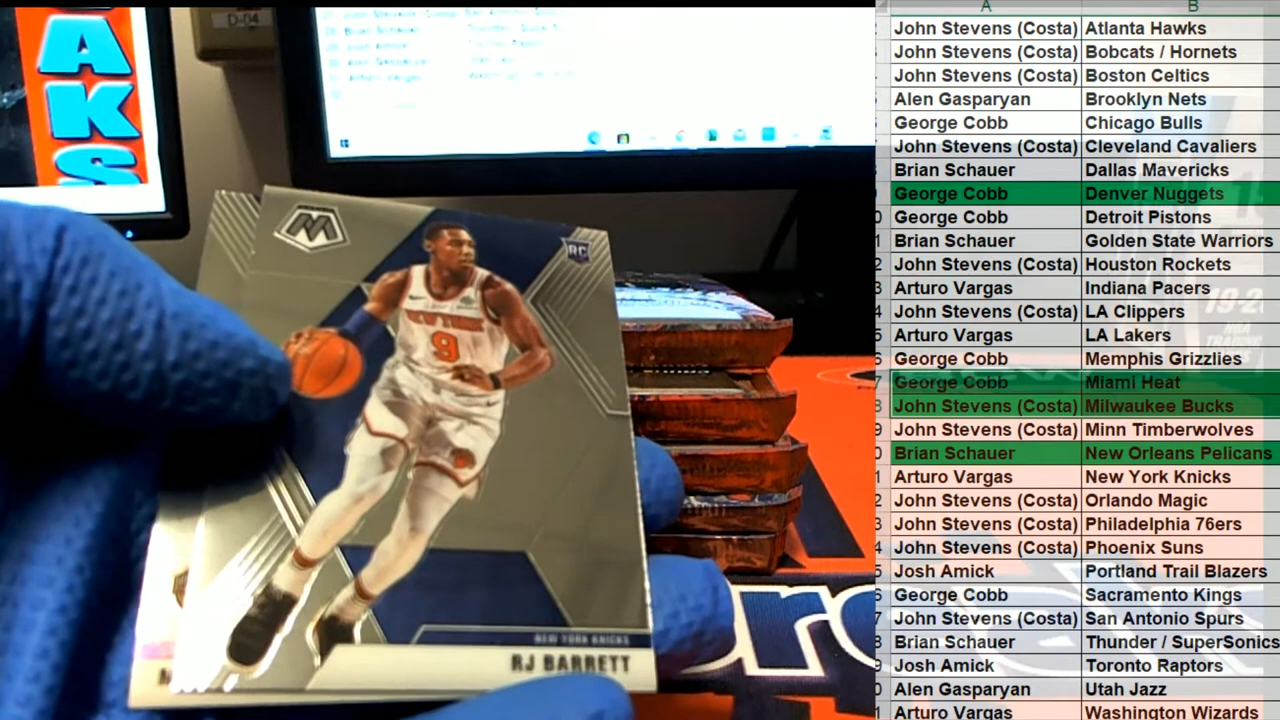 AKS
D-04
RC
NEW YORK
9
NEW YORK KNICKS
RJ BARRETT
A B
John Stevens (Costa) Atlanta Hawks
John Stevens (Costa) Bobcats / Hornets
John Stevens (Costa) Boston Celtics
Alen Gasparyan Brooklyn Nets
George Cobb Chicago Bulls
John Stevens (Costa) Cleveland Cavaliers
Brian Schauer Dallas Mavericks
George Cobb Denver Nuggets
George Cobb Detroit Pistons
Brian Schauer Golden State Warriors
John Stevens (Costa) Houston Rockets
Arturo Vargas Indiana Pacers
John Stevens (Costa) LA Clippers
Arturo Vargas LA Lakers
George Cobb Memphis Grizzlies
George Cobb Miami Heat
John Stevens (Costa) Milwaukee Bucks
John Stevens (Costa) Minn Timberwolves
Brian Schauer New Orleans Pelicans
Arturo Vargas New York Knicks
John Stevens (Costa) Orlando Magic
John Stevens (Costa) Philadelphia 76ers
John Stevens (Costa) Phoenix Suns
Josh Amick Portland Trail Blazers
George Cobb Sacramento Kings
John Stevens (Costa) San Antonio Spurs
Brian Schauer Thunder / SuperSonics
Josh Amick Toronto Raptors
Alen Gasparyan Utah Jazz
Arturo Vargas Washington Wizards